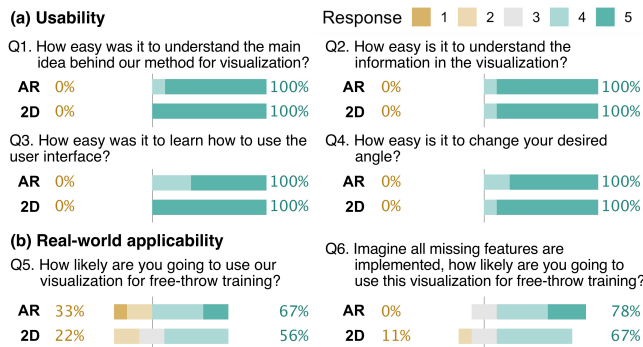 (a) Usability
Response 1 2 3 4 5
Q1. How easy was it to understand the main
idea behind our method for visualization?
AR 0% 100%
2D 0% 100%
Q2. How easy is it to understand the
information in the visualization?
AR 0% 100%
2D 0% 100%
Q3. How easy was it to learn how to use the
user interface?
AR 0% 100%
2D 0% 100%
Q4. How easy is it to change your desired
angle?
AR 0% 100%
2D 0% 100%
(b) Real-world applicability
Q5. How likely are you going to use our
visualization for free-throw training?
AR 33% 67%
2D 22% 56%
Q6. Imagine all missing features are
implemented, how likely are you going to
use this visualization for free-throw training?
AR 0% 78%
2D 11% 67%